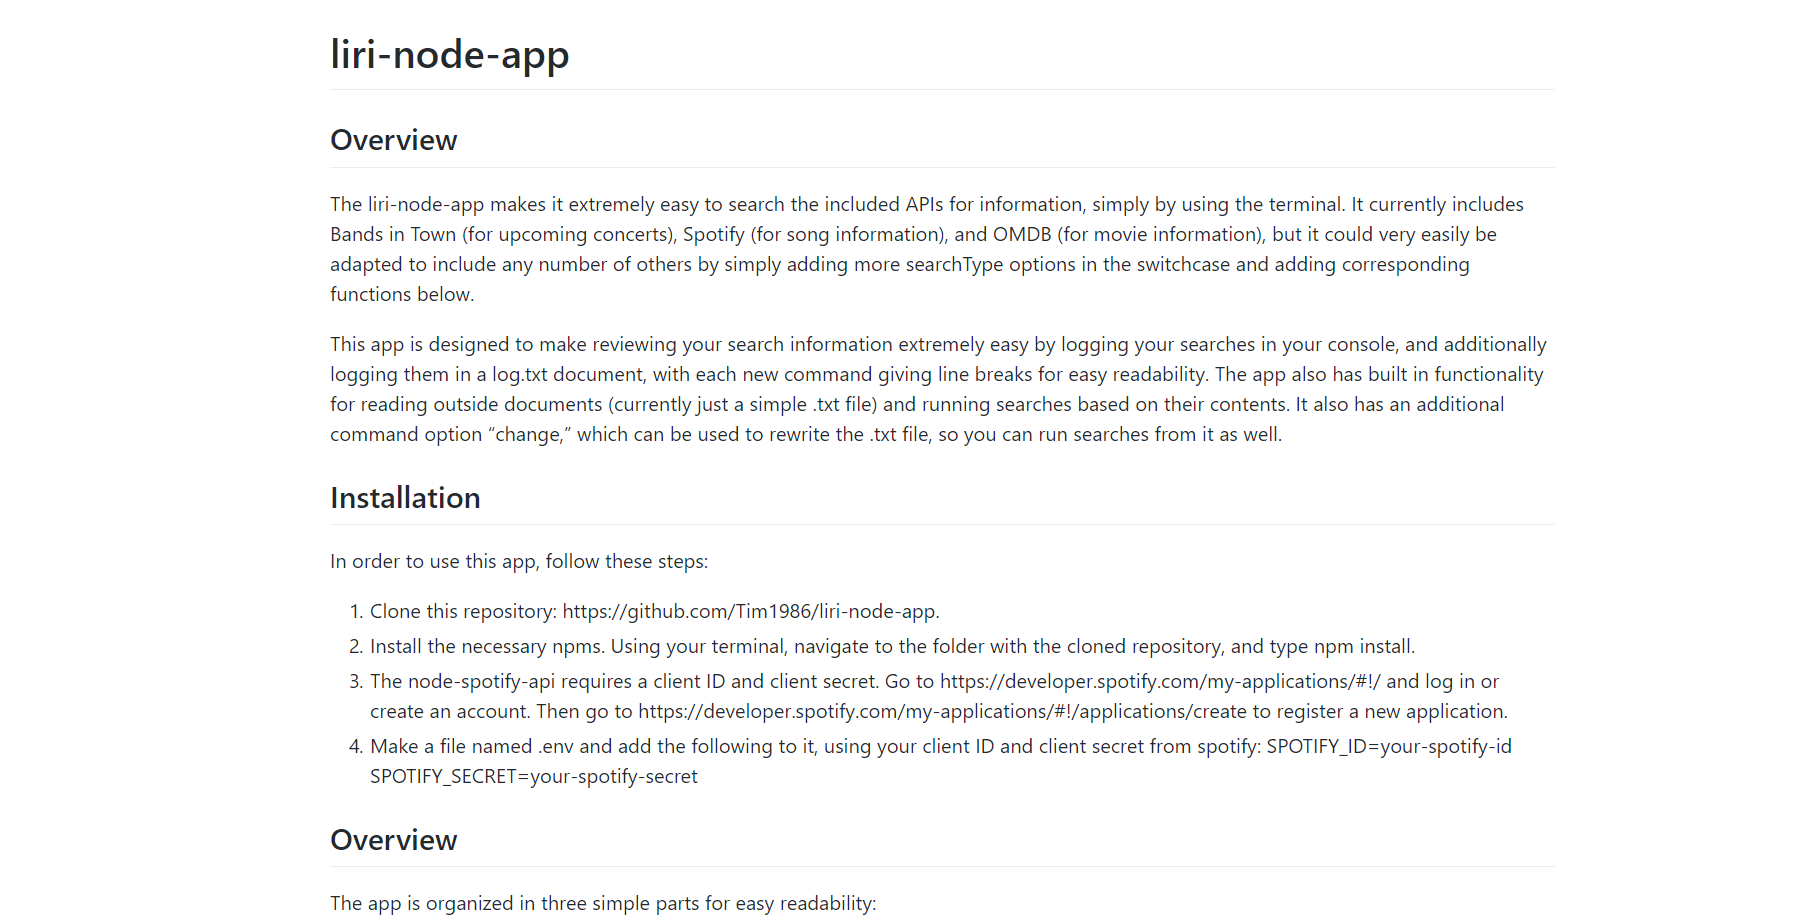 liri-node-app
Overview
The liri-node-app makes it extremely easy to search the included APIs for information, simply by using the terminal. It currently includes
Bands in Town (for upcoming concerts), Spotify (for song information), and OMDB (for movie information), but it could very easily be
adapted to include any number of others by simply adding more searchType options in the switchcase and adding corresponding
functions below.
This app is designed to make reviewing your search information extremely easy by logging your searches in your console, and additionally
logging them in a log.txt document, with each new command giving line breaks for easy readability. The app also has built in functionality
for reading outside documents (currently just a simple .txt file) and running searches based on their contents. It also has an additional
command option “change,” which can be used to rewrite the .txt file, so you can run searches from it as well.
Installation
In order to use this app, follow these steps:
1. Clone this repository: https://github.com/Tim1986/liri-node-app.
2. Install the necessary npms. Using your terminal, navigate to the folder with the cloned repository, and type npm install.
3. The node-spotify-api requires a client ID and client secret. Go to https://developer.spotify.com/my-applications/#!/ and log in or
create an account. Then go to https://developer.spotify.com/my-applications/#!/applications/create to register a new application.
4. Make a file named .env and add the following to it, using your client ID and client secret from spotify: SPOTIFY_ID=your-spotify-id
SPOTIFY_SECRET=your-spotify-secret
Overview
The app is organized in three simple parts for easy readability: